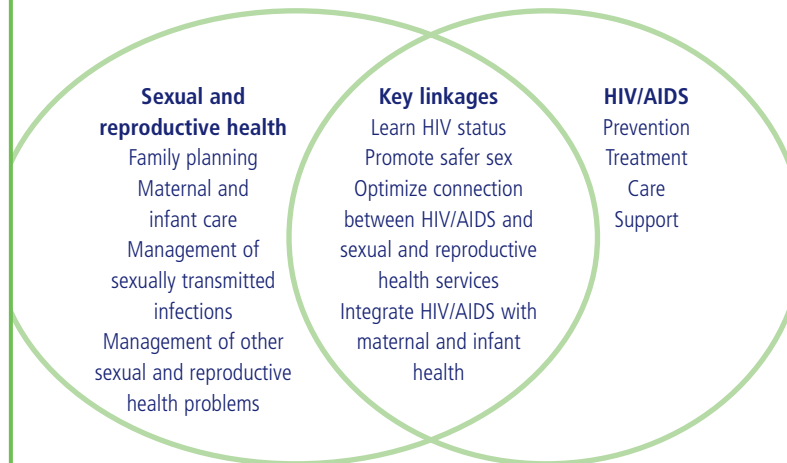 Sexual and
reproductive health
Family planning
Maternal and
infant care
Management of
sexually transmitted
infections
Management of other
sexual and reproductive
health problems
Key linkages
Learn HIV status
Promote safer sex
Optimize connection
between HIV/AIDS and
sexual and reproductive
health services
Integrate HIV/AIDS with
maternal and infant
health
HIV/AIDS
Prevention
Treatment
Care
Support